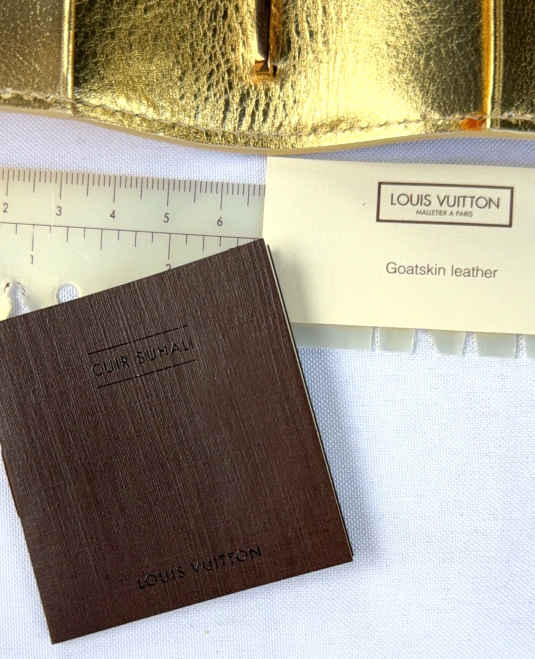 LOUIS VUITTON
MALLETIER A PARIS
2 3 4 5 6
Goatskin leather
1
CUIR SUHALI
LOUIS VUITTON